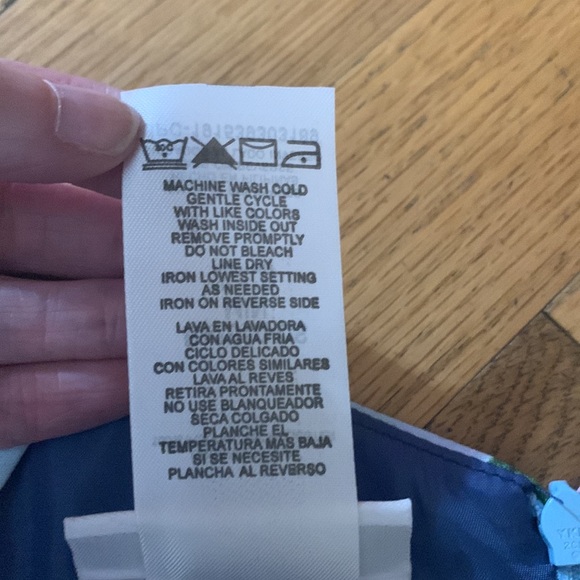 MACHINE WASH COLD
GENTLE CYCLE
WITH LIKE COLORS
WASH INSIDE OUT
REMOVE PROMPTLY
DO NOT BLEACH
LINE DRY
IRON LOWEST SETTING
AS NEEDED
IRON ON REVERSE SIDE
LAVA EN LAVADORA
CON AGUA FRIA
CICLO DELICADO
CON COLORES SIMILARES
LAVA AL REVES
RETIRA PRONTAMENTE
NO USE BLANQUEADOR
SECA COLGADO
PLANCHE EL
TEMPERATURA MAS BAJA
SI SE NECESITE
PLANCHA AL REVERSO